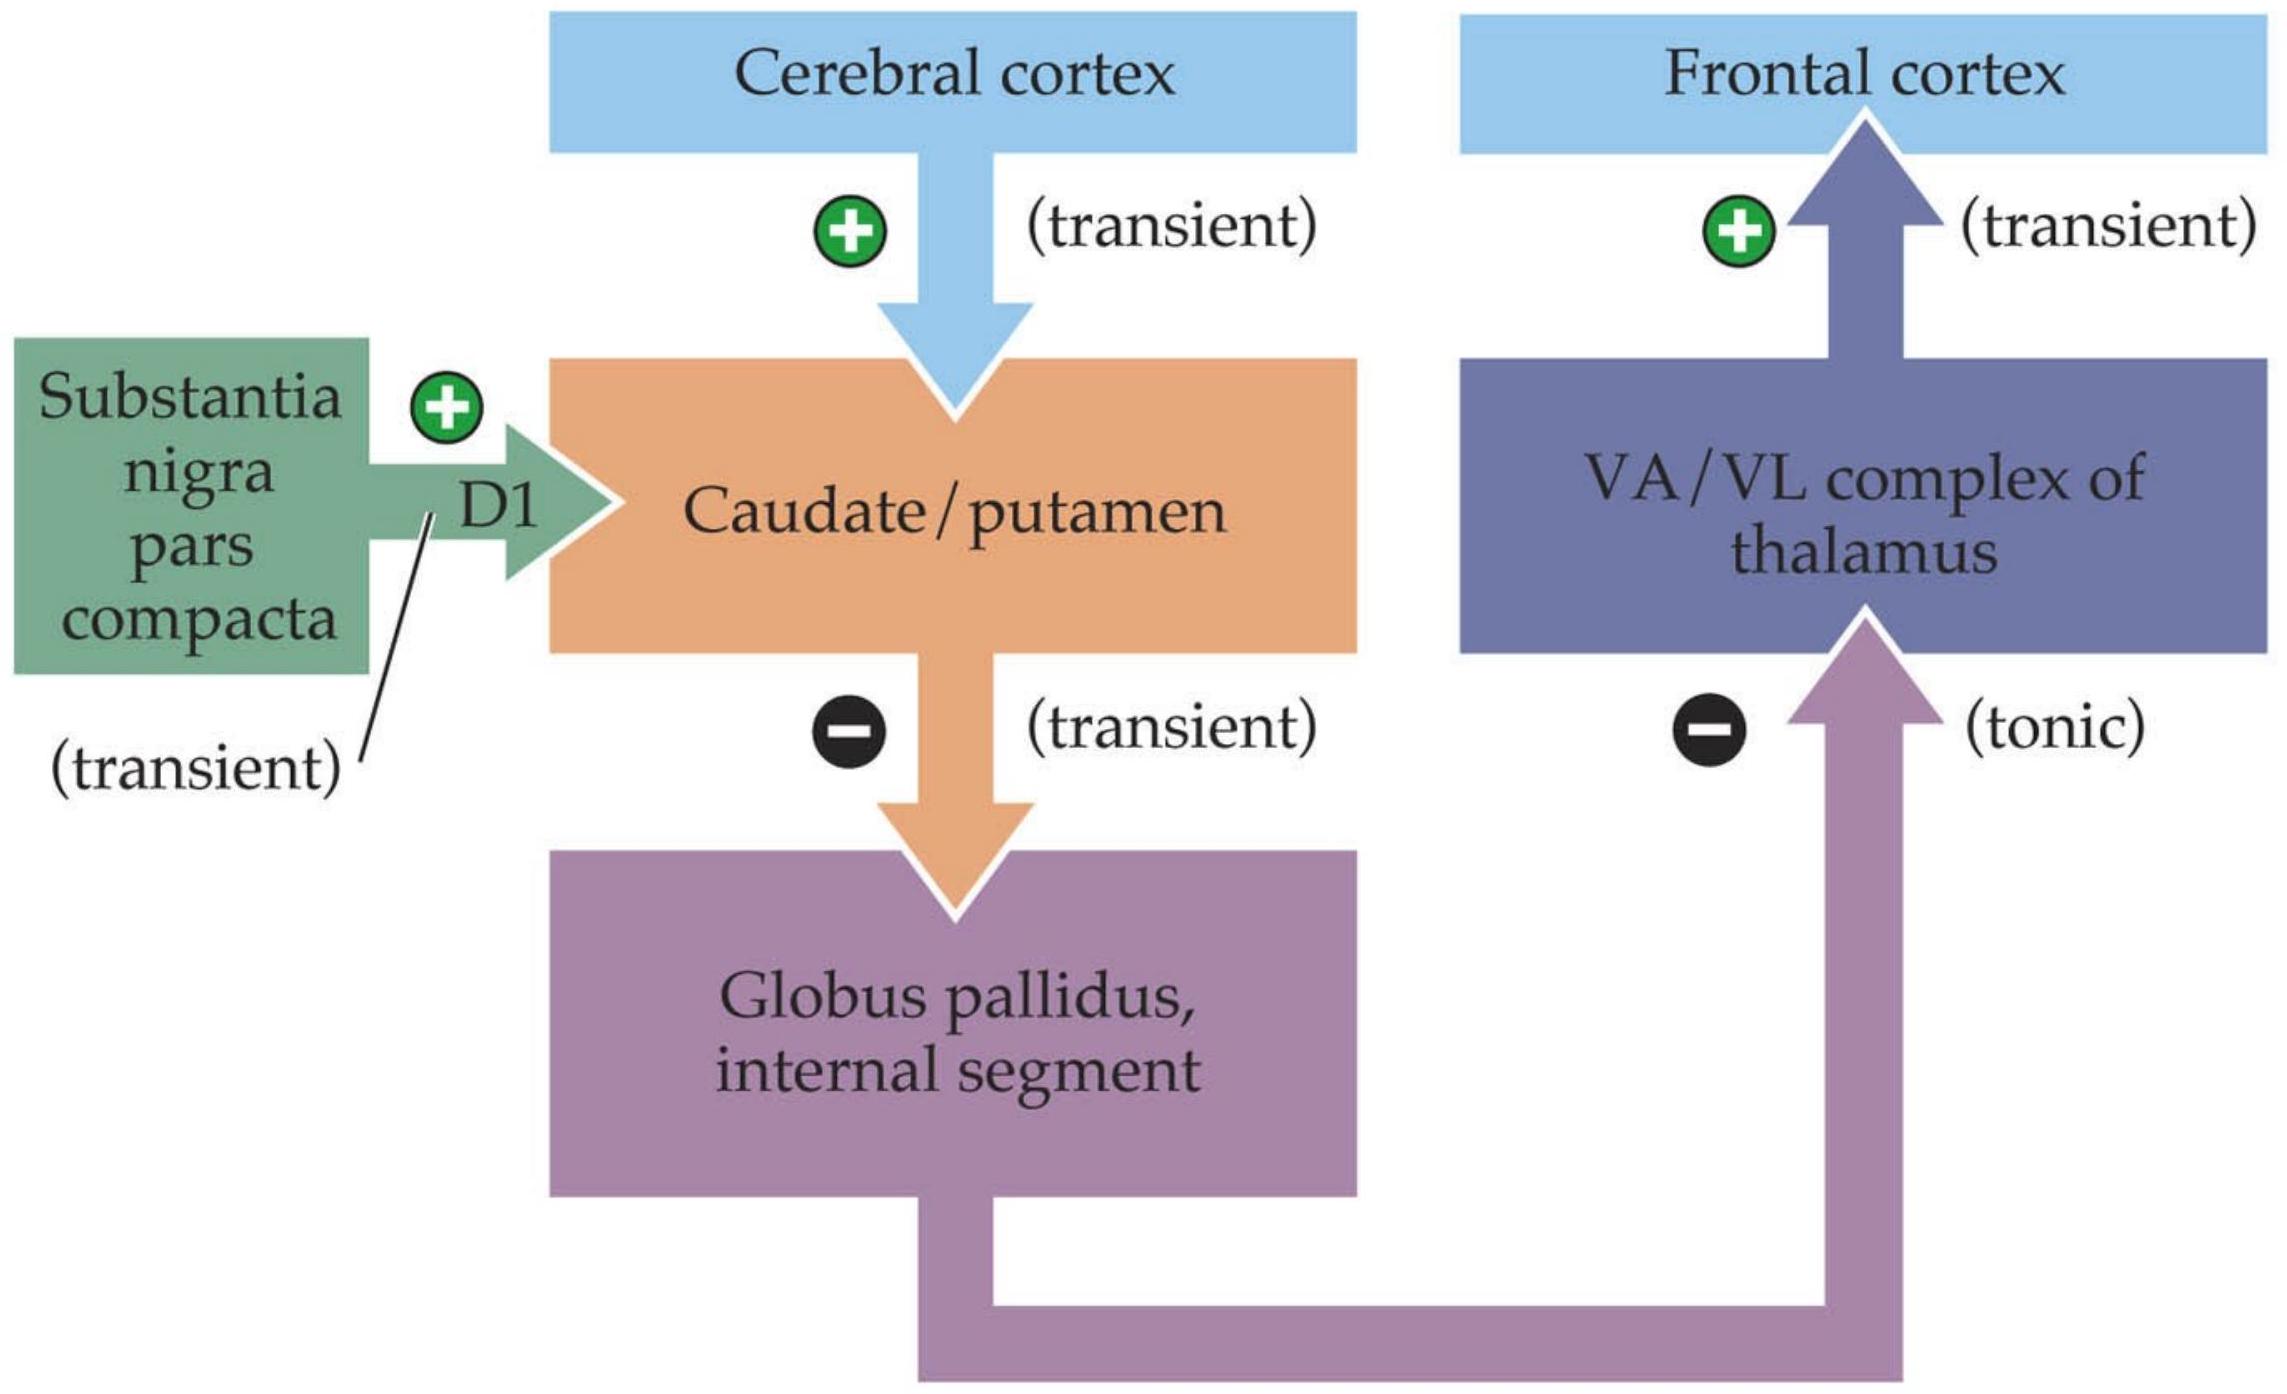 Cerebral cortex
Frontal cortex
(transient)
(transient)
Substantia
nigra
pars
compacta
D1
(transient)
Caudate/putamen
VA/VL complex of
thalamus
(transient)
(tonic)
Globus pallidus,
internal segment